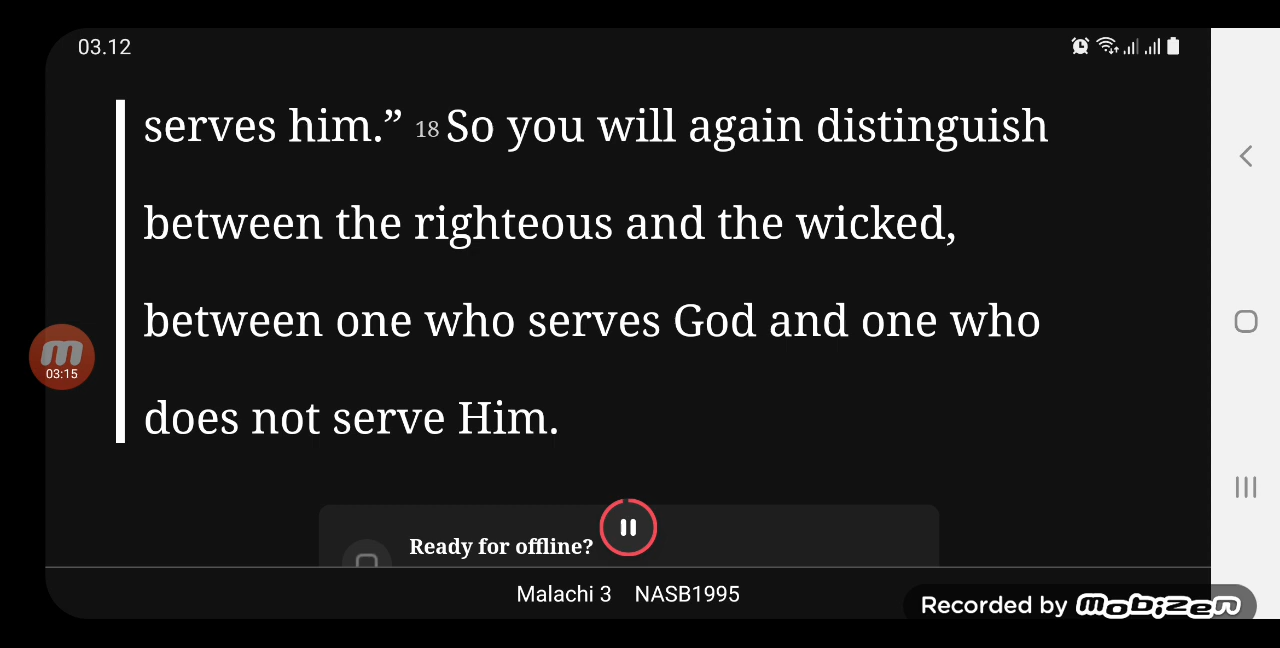 03.12
serves him.” 18 So you will again distinguish
between the righteous and the wicked,
between one who serves God and one who
does not serve Him.
m
03:15
Ready for offline?
Malachi 3 NASB1995
Recorded by mobizen